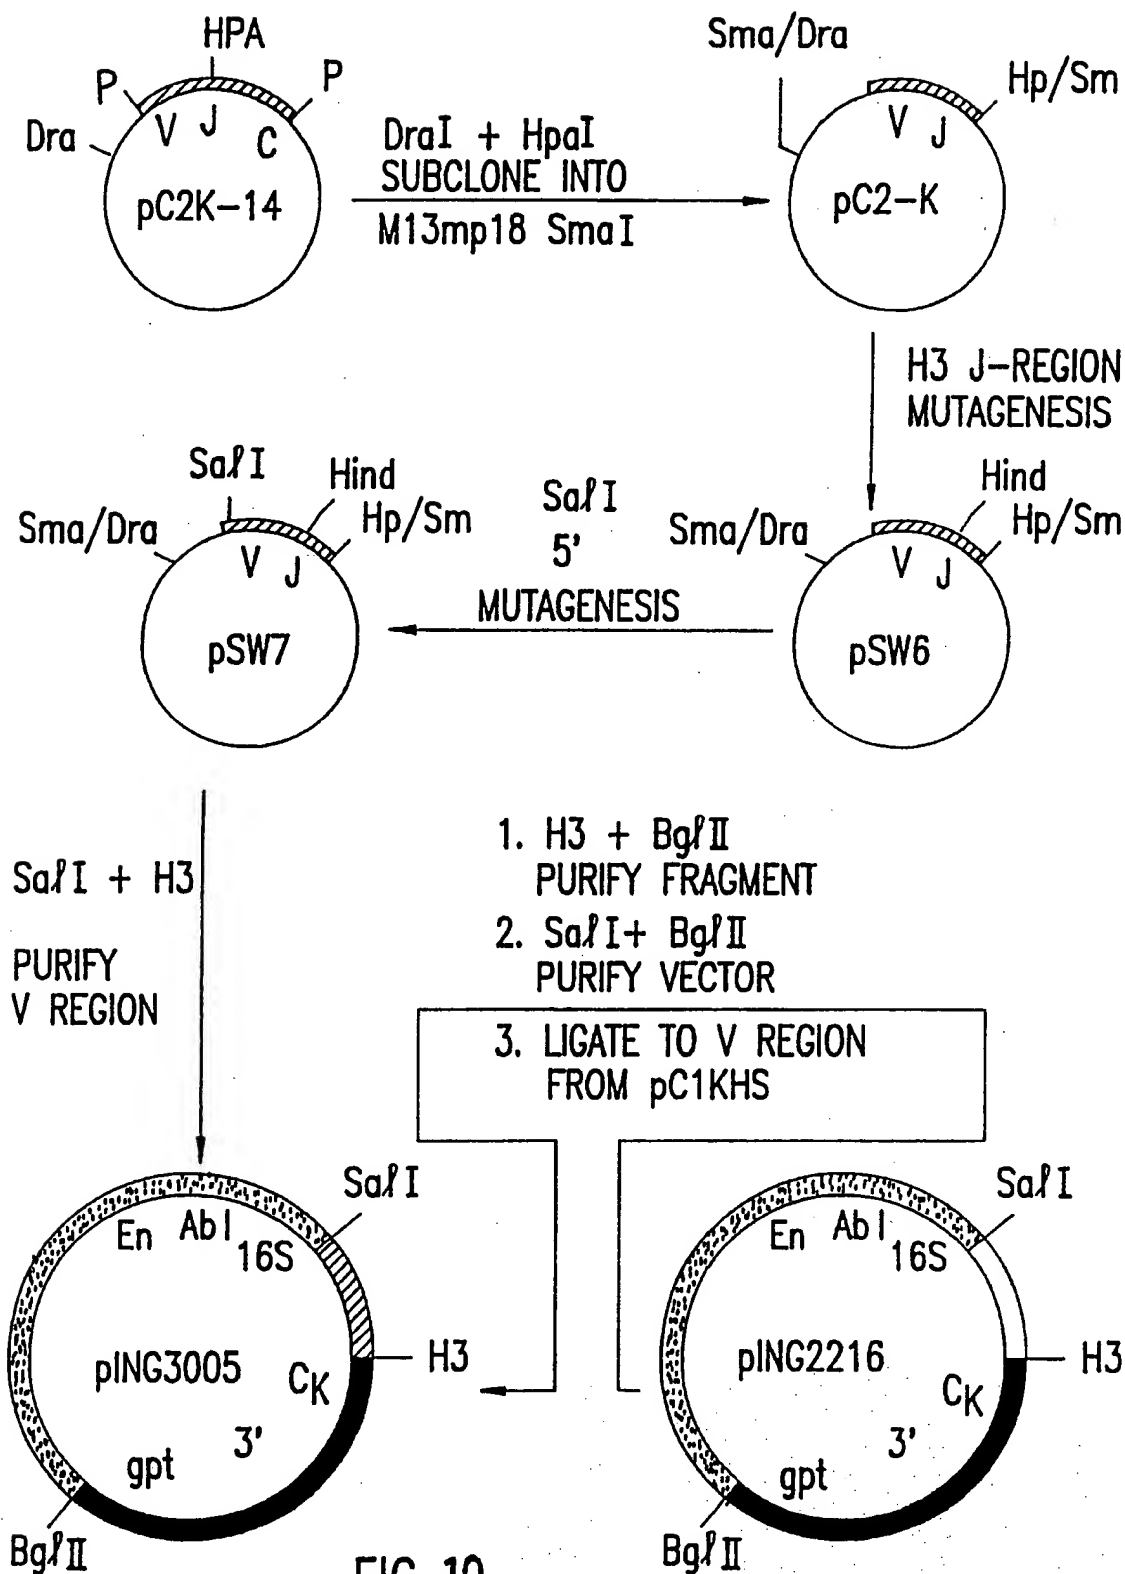 HPA
P
P
Dra
V
J
C
pC2K-14
DraI + HpaI
SUBCLONE INTO
M13mp18 SmaI
Sma/Dra
Hp/Sm
V
J
pC2-K
H3 J-REGION
MUTAGENESIS
SalI
Hind
Hp/Sm
Sma/Dra
V
J
pSW7
SalI
5'
MUTAGENESIS
Hind
Hp/Sm
Sma/Dra
V
J
pSW6
SalI + H3
PURIFY
V REGION
1. H3 + BglII
PURIFY FRAGMENT
2. SalI+ BglII
PURIFY VECTOR
3. LIGATE TO V REGION
FROM pC1KHS
SalI
En
AbI
16S
pING3005
H3
CK
3'
gpt
BglII
SalI
En
AbI
16S
pING2216
H3
CK
3'
gpt
BglII